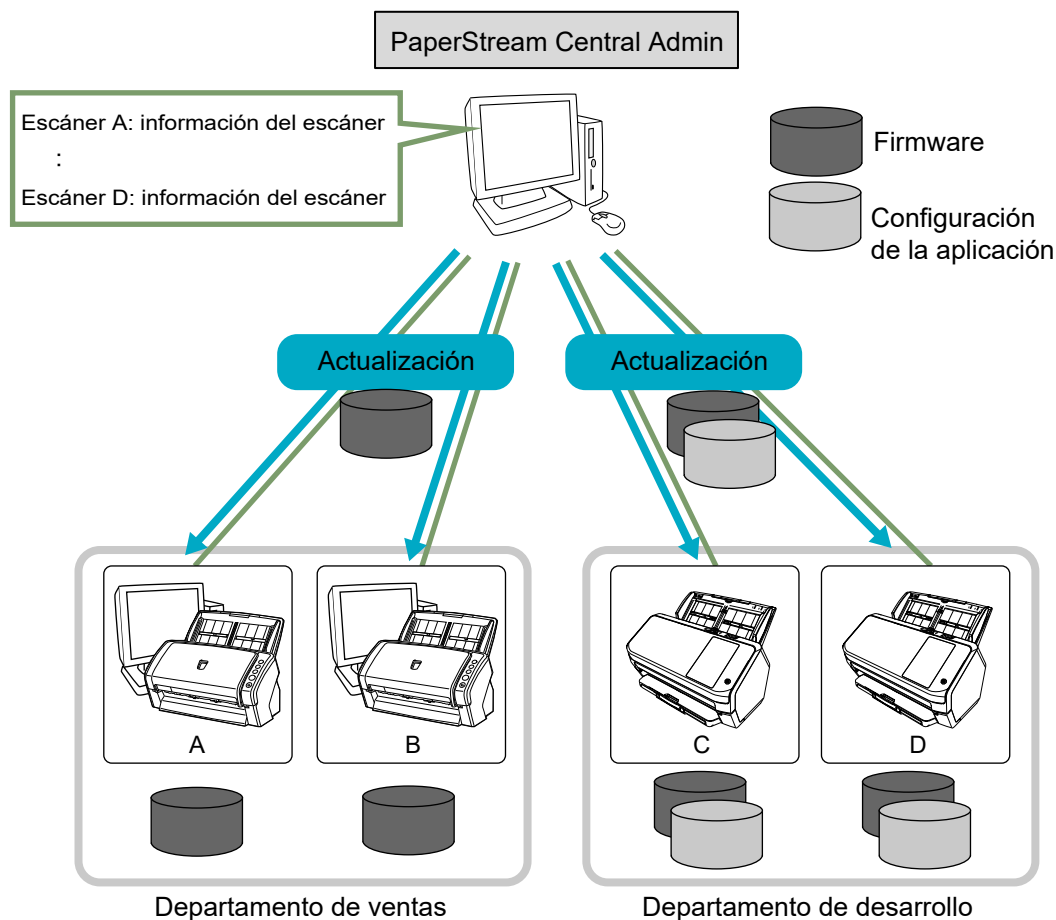 PaperStream Central Admin
Escáner A: información del escáner
:
Escáner D: información del escáner
Firmware
Configuración
de la aplicación
Actualización
Actualización
A
B
C
D
Departamento de ventas
Departamento de desarrollo